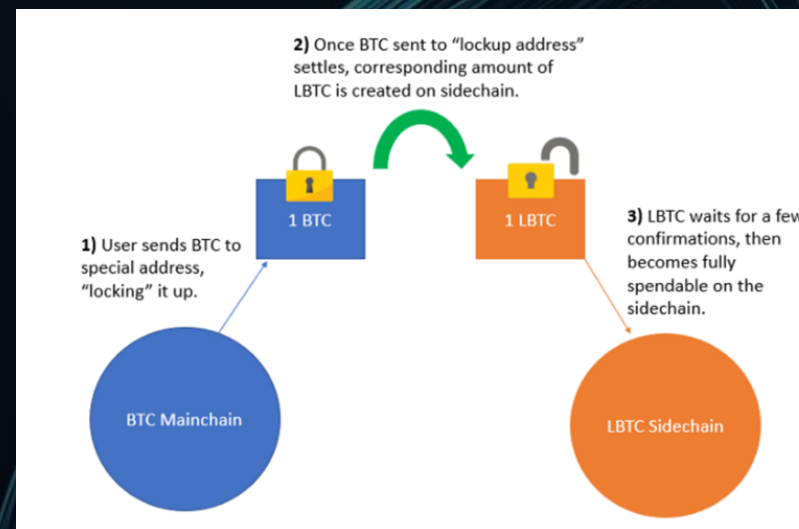 2) Once BTC sent to “lockup address”
settles, corresponding amount of
LBTC is created on sidechain.
1 BTC
1 LBTC
1) User sends BTC to
special address,
“locking” it up.
3) LBTC waits for a few
confirmations, then
becomes fully
spendable on the
sidechain.
BTC Mainchain
LBTC Sidechain